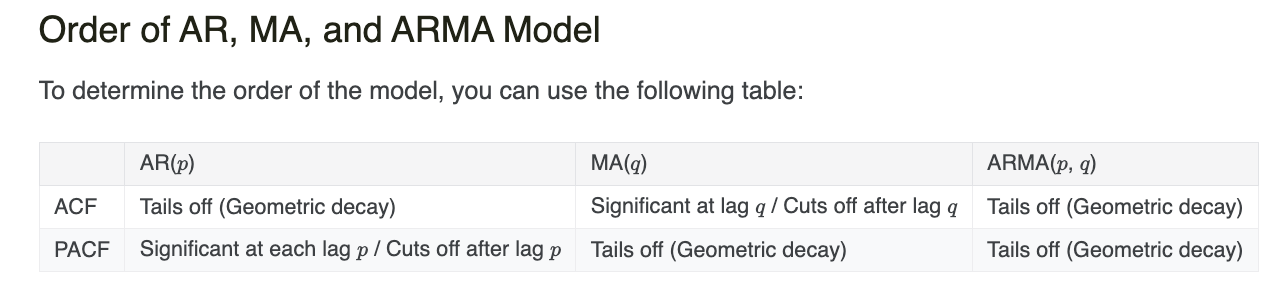 Order of AR, MA, and ARMA Model
To determine the order of the model, you can use the following table:
AR(p) MA(q) ARMA(p, q)
ACF Tails off (Geometric decay) Significant at lag q / Cuts off after lag q Tails off (Geometric decay)
PACF Significant at each lag p / Cuts off after lag p Tails off (Geometric decay) Tails off (Geometric decay)